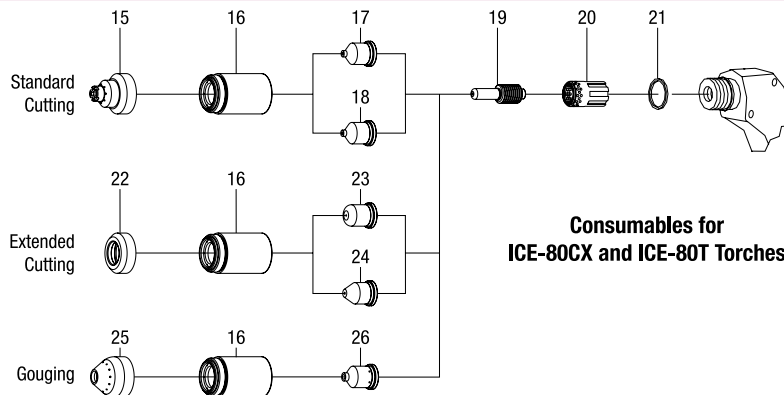 15 16 17 19 20 21
Standard
Cutting
18
22 16 23
Extended
Cutting
24
Consumables for
ICE-80CX and ICE-80T Torches
25 16 26
Gouging